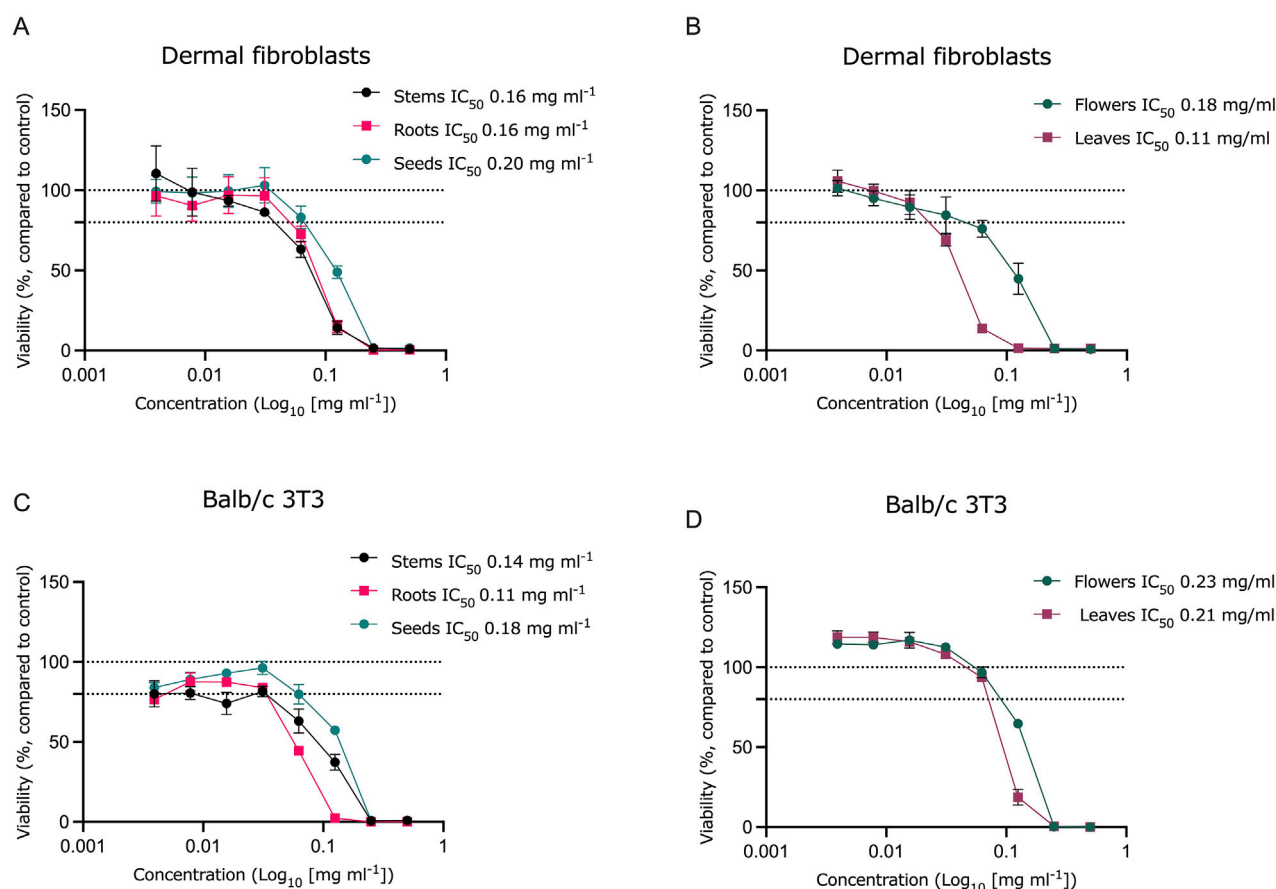 A
Dermal fibroblasts
Stems IC50 0.16 mg ml-1
Roots IC50 0.16 mg ml-1
Seeds IC50 0.20 mg ml-1
Viability (%, compared to control)
150
100
50
0
0.001 0.01 0.1 1
Concentration (Log10 [mg ml-1])
B
Dermal fibroblasts
Flowers IC50 0.18 mg/ml
Leaves IC50 0.11 mg/ml
Viability (%, compared to control)
150
100
50
0
0.001 0.01 0.1 1
Concentration (Log10 [mg ml-1])
C
Balb/c 3T3
Stems IC50 0.14 mg ml-1
Roots IC50 0.11 mg ml-1
Seeds IC50 0.18 mg ml-1
Viability (%, compared to control)
150
100
50
0
0.001 0.01 0.1 1
Concentration (Log10 [mg ml-1])
D
Balb/c 3T3
Flowers IC50 0.23 mg/ml
Leaves IC50 0.21 mg/ml
Viability (%, compared to control)
150
100
50
0
0.001 0.01 0.1 1
Concentration (Log10 [mg ml-1])